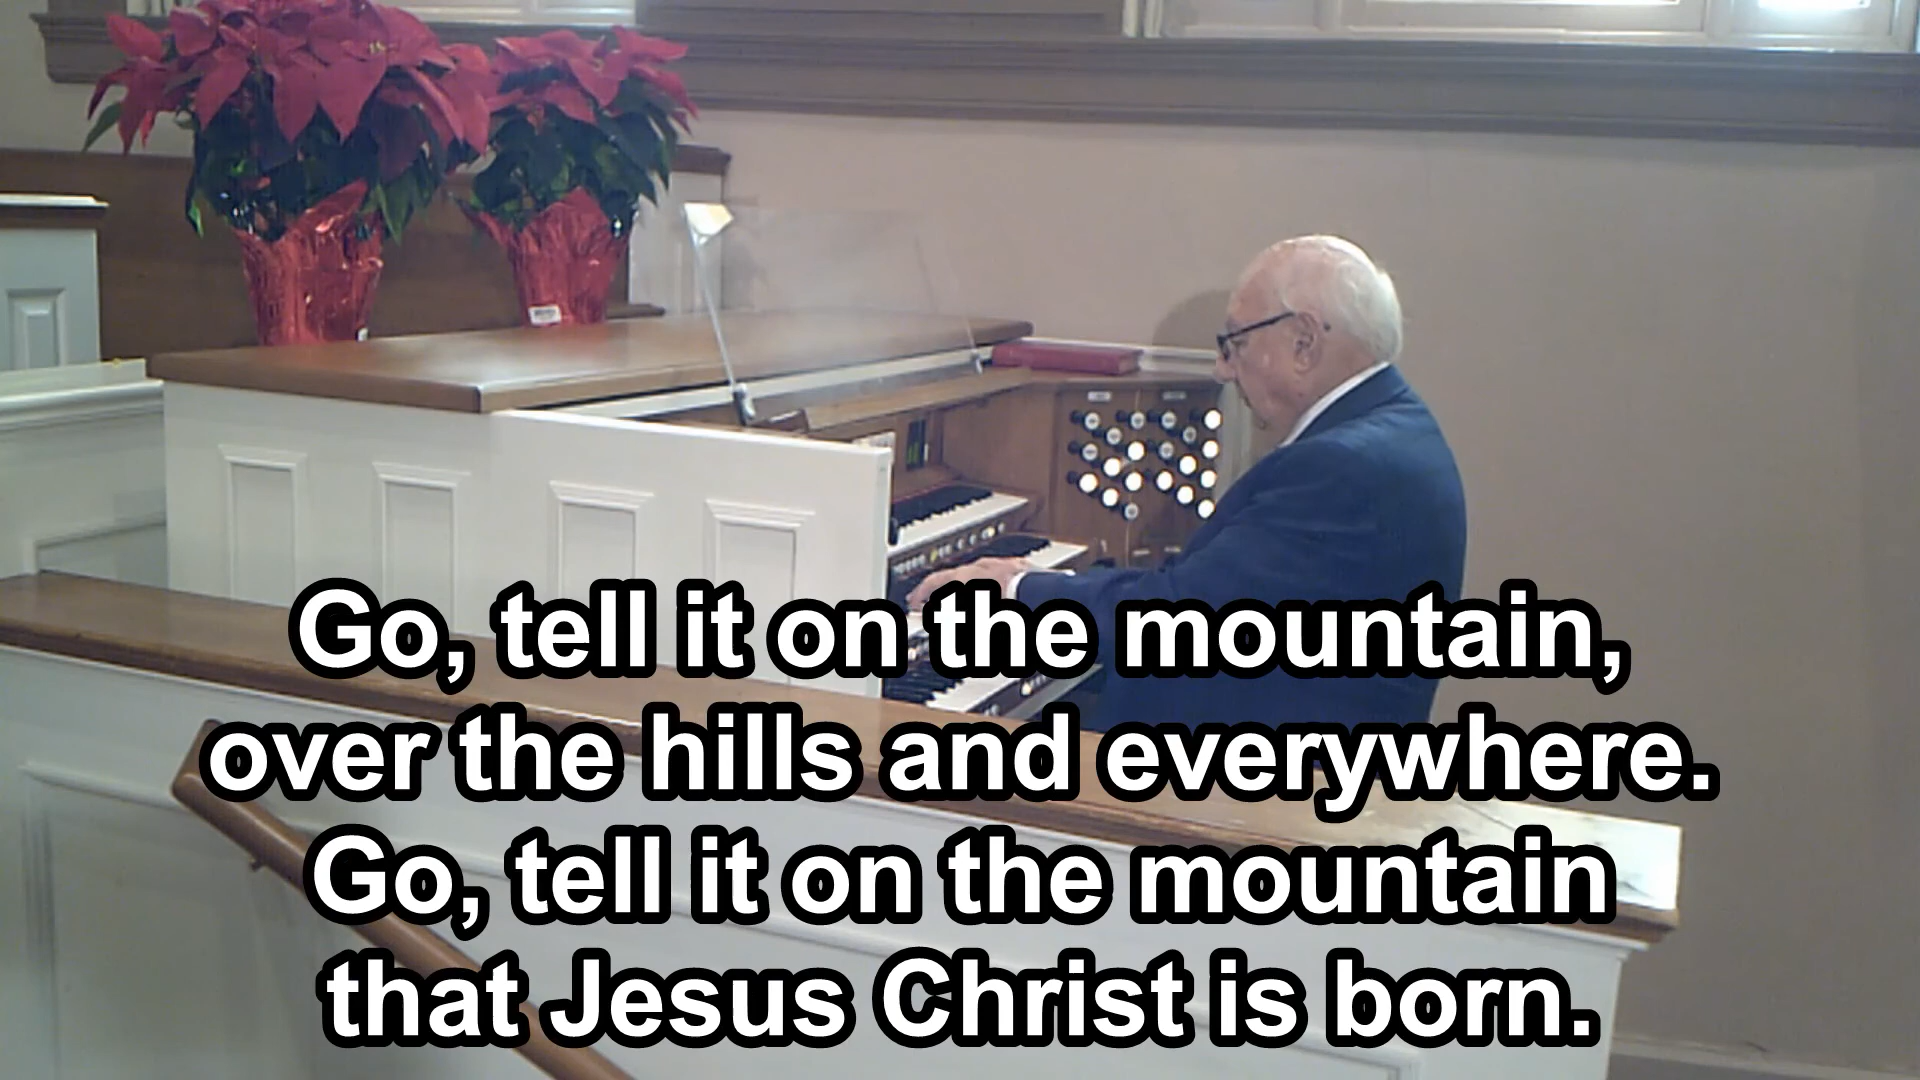 Go, tell it on the mountain,
over the hills and everywhere.
Go, tell it on the mountain
that Jesus Christ is born.